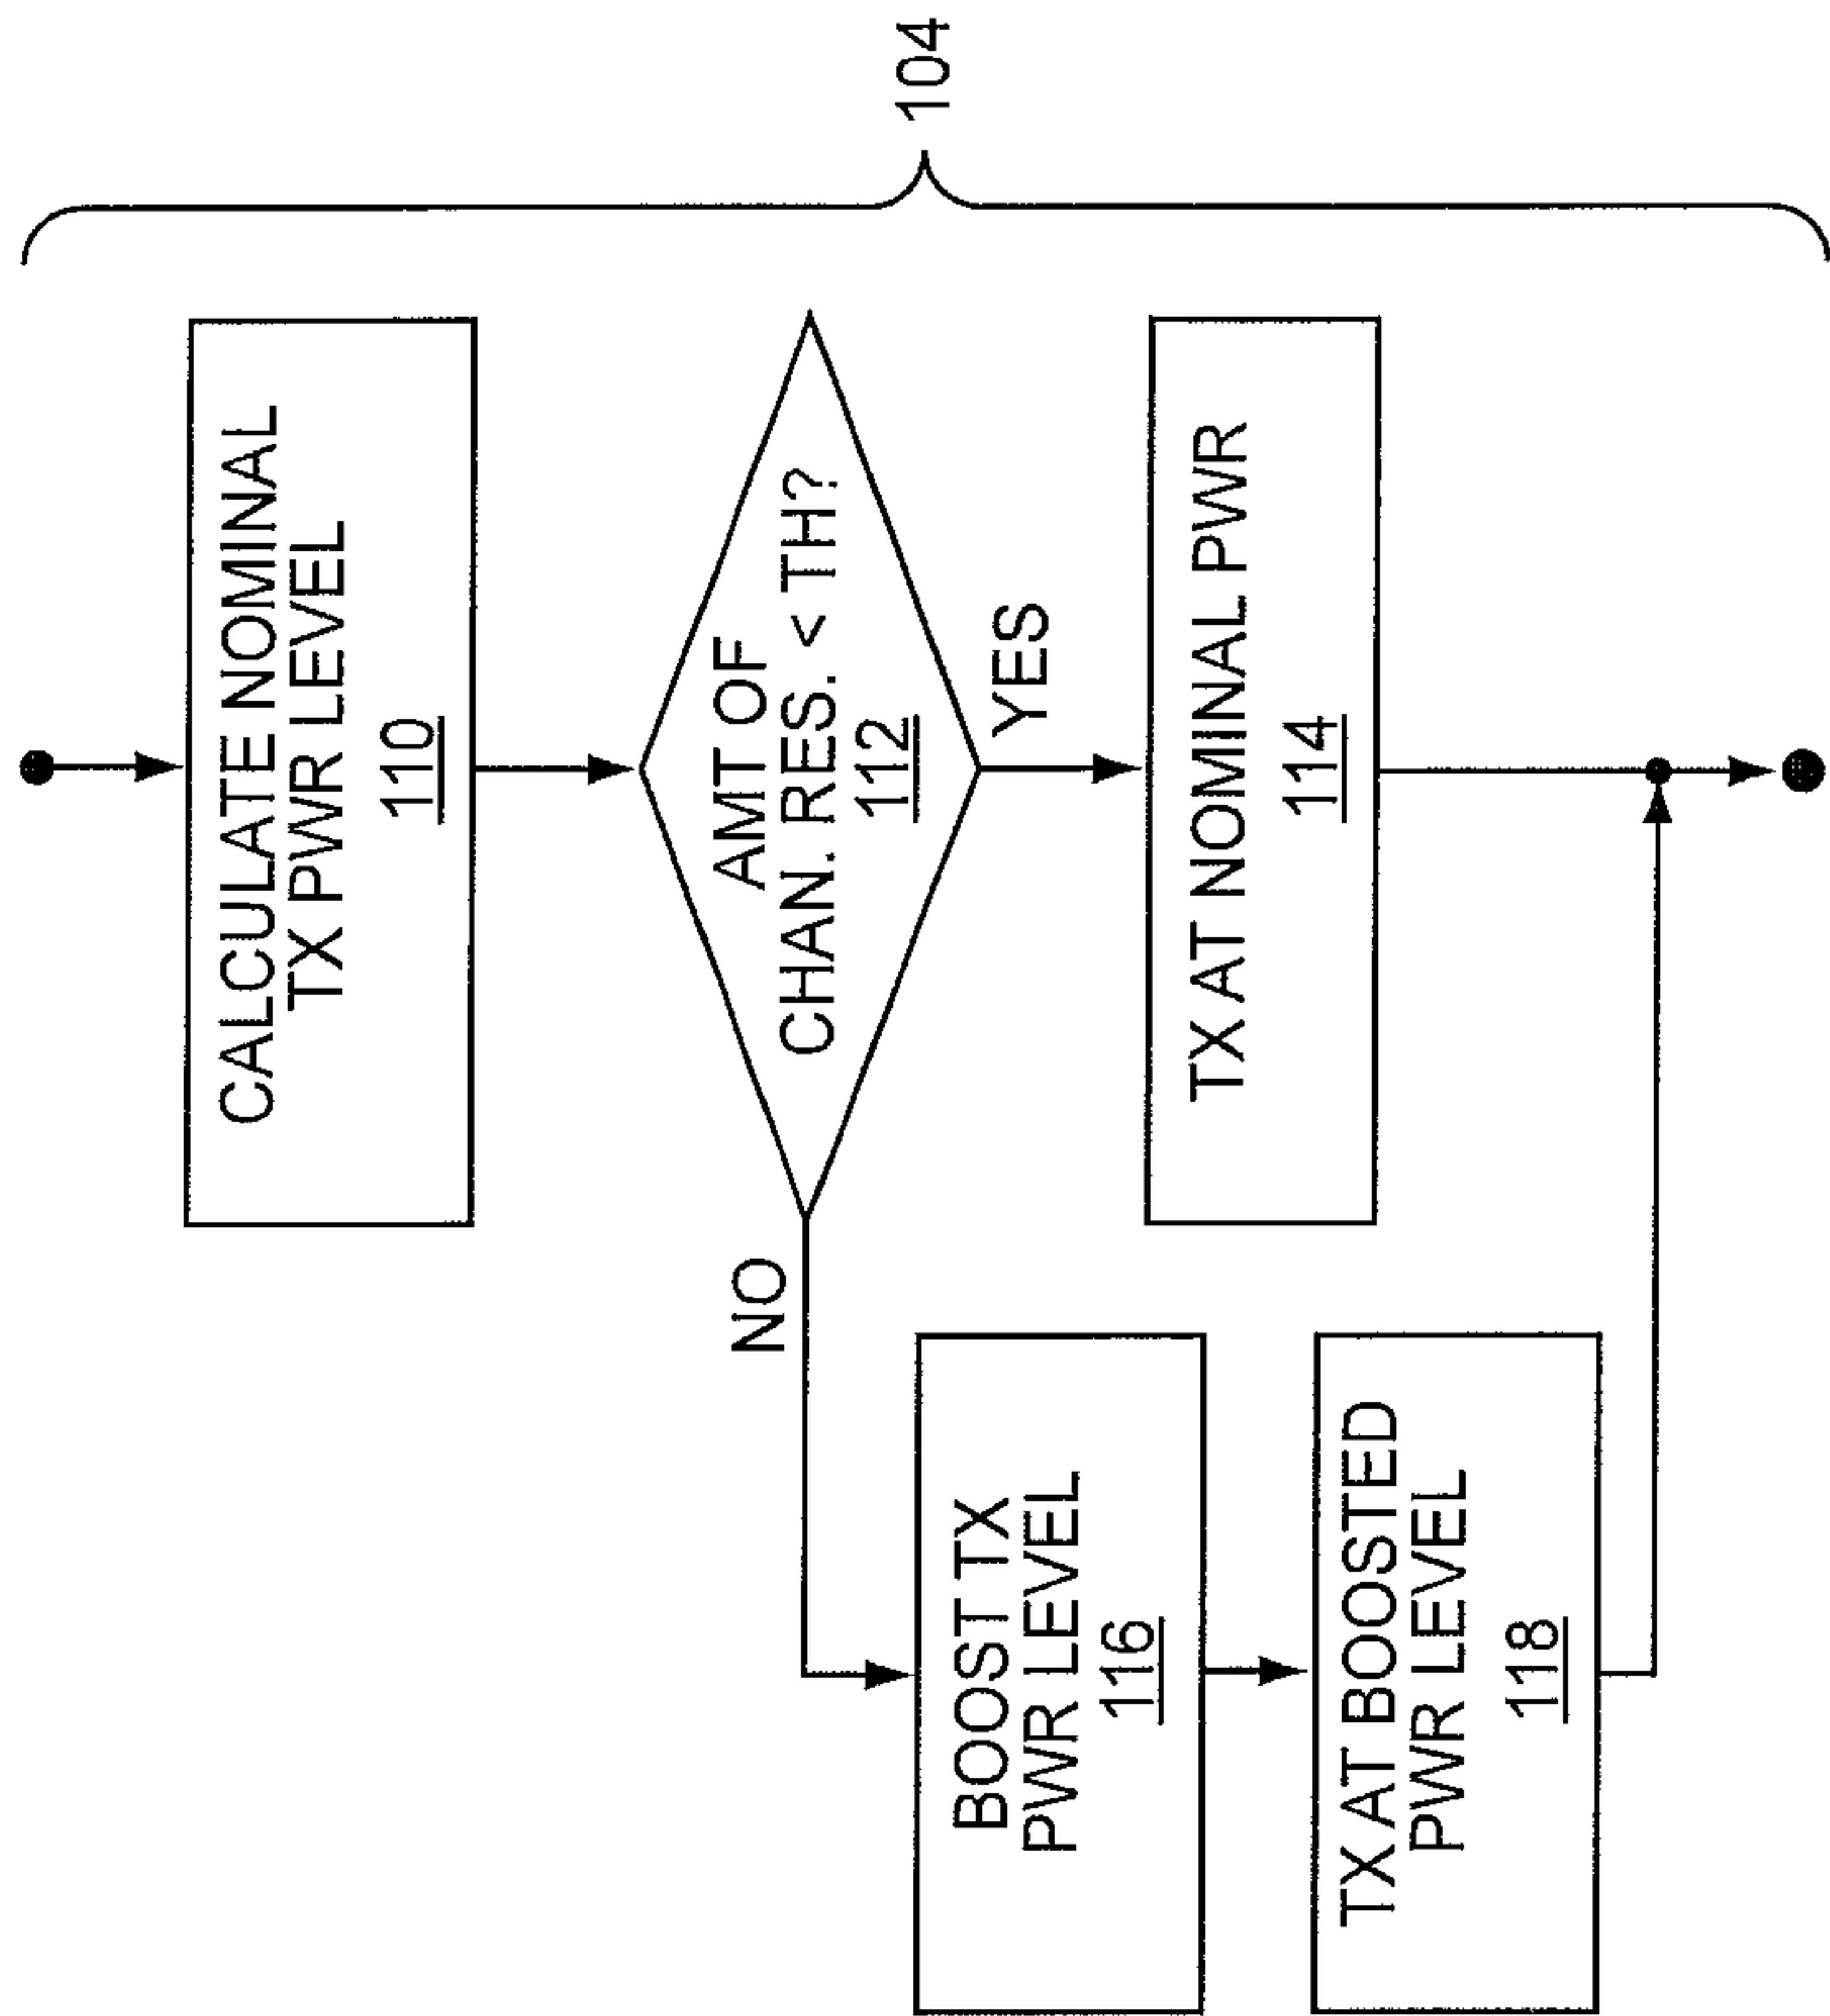 CALCULATE NOMINAL
TX PWR LEVEL
110
AMT OF
CHAN. RES. < TH?
112
YES
NO
TX AT NOMINAL PWR
114
BOOST TX
PWR LEVEL
116
TX AT BOOSTED
PWR LEVEL
118
104